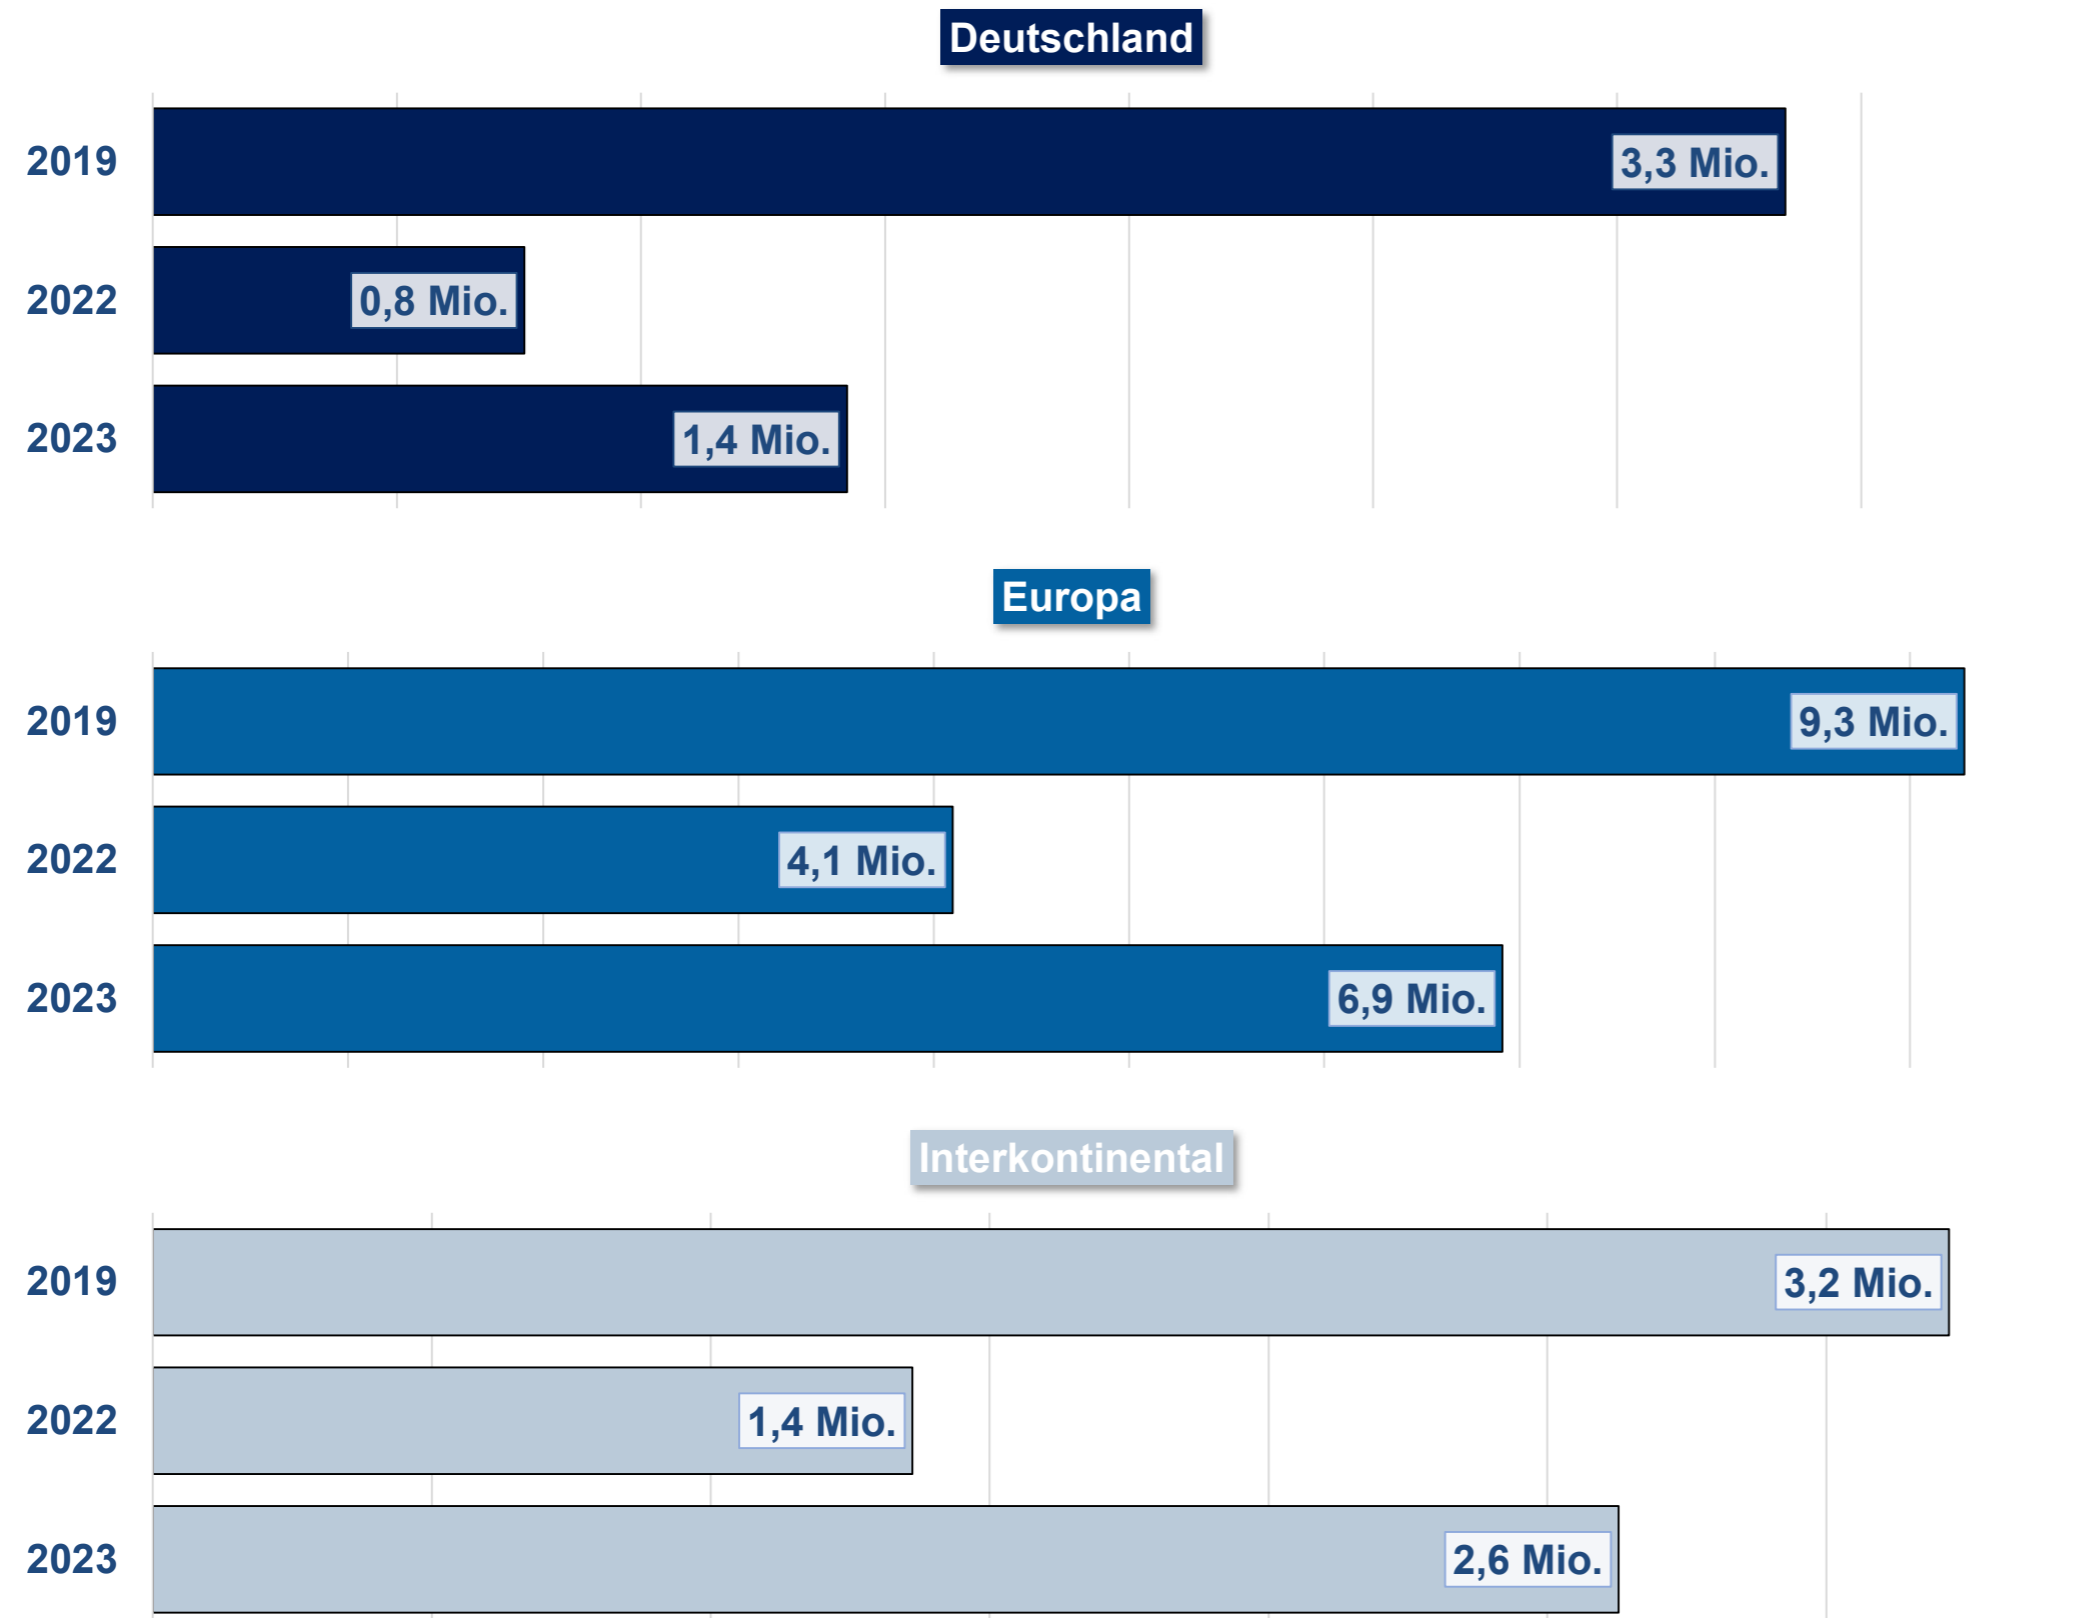 Deutschland
2019 3,3 Mio.
2022 0,8 Mio.
2023 1,4 Mio.
Europa
2019 9,3 Mio.
2022 4,1 Mio.
2023 6,9 Mio.
Interkontinental
2019 3,2 Mio.
2022 1,4 Mio.
2023 2,6 Mio.